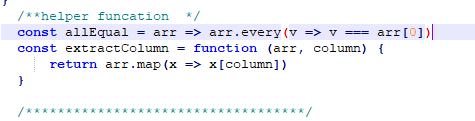 }
/**helper funcation */
const allEqual = arr => arr.every(v => v === arr[0])
const extractColumn = function (arr, column) {
return arr.map(x => x[column])
}
/***********************************/